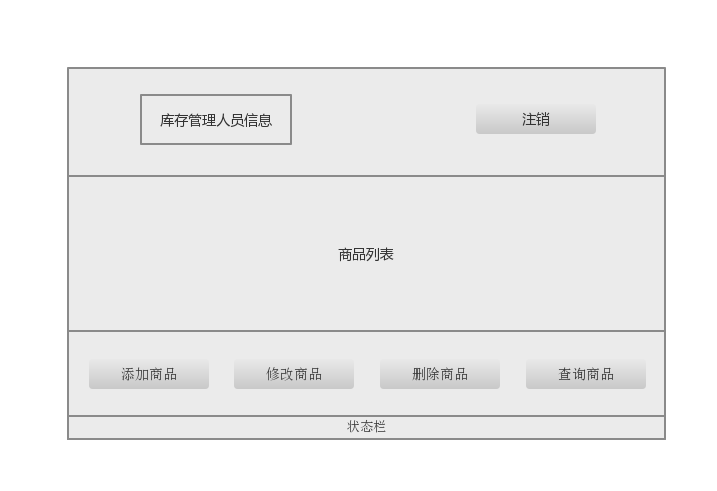 库存管理人员信息
注销
商品列表
添加商品
修改商品
删除商品
查询商品
状态栏